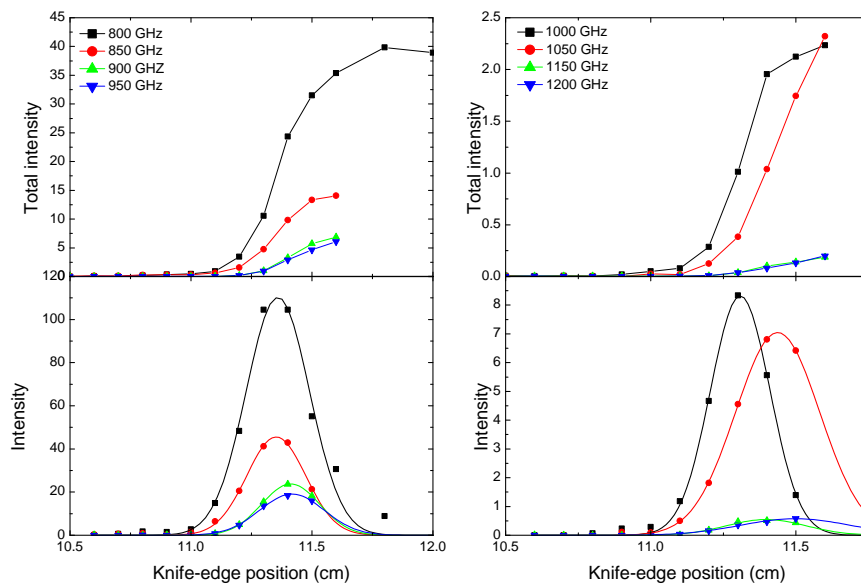 800 GHz
850 GHz
900 GHZ
950 GHz
45
40
35
30
25
20
15
10
5
0
Total intensity
1000 GHz
1050 GHz
1150 GHz
1200 GHz
2.5
2.0
1.5
1.0
0.5
0.0
Total intensity
120
100
80
60
40
20
0
Intensity
10.5 11.0 11.5 12.0
Knife-edge position (cm)
8
7
6
5
4
3
2
1
0
Intensity
10.5 11.0 11.5
Knife-edge position (cm)